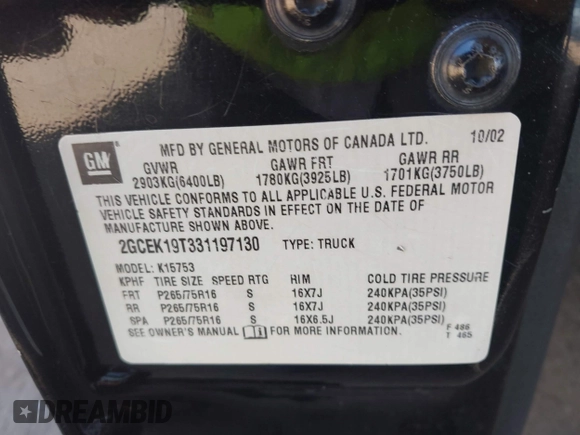 MFD BY GENERAL MOTORS OF CANADA LTD. 10/02
GM
GVWR GAWR FRT GAWR RR
2903KG(6400LB) 1780KG(3925LB) 1701KG(3750LB)
THIS VEHICLE CONFORMS TO ALL APPLICABLE U.S. FEDERAL MOTOR
VEHICLE SAFETY STANDARDS IN EFFECT ON THE DATE OF
MANUFACTURE SHOWN ABOVE.
2GCEK19T331197130 TYPE: TRUCK
MODEL: K15753
KPHF TIRE SIZE SPEED RTG RIM COLD TIRE PRESSURE
FRT P265/75R16 S 16X7J 240KPA(35PSI)
RR P265/75R16 S 16X7J 240KPA(35PSI)
SPA P265/75R16 S 16X6.5J 240KPA(35PSI)
SEE OWNER'S MANUAL FOR MORE INFORMATION. F 486
T 465
DREAMBID